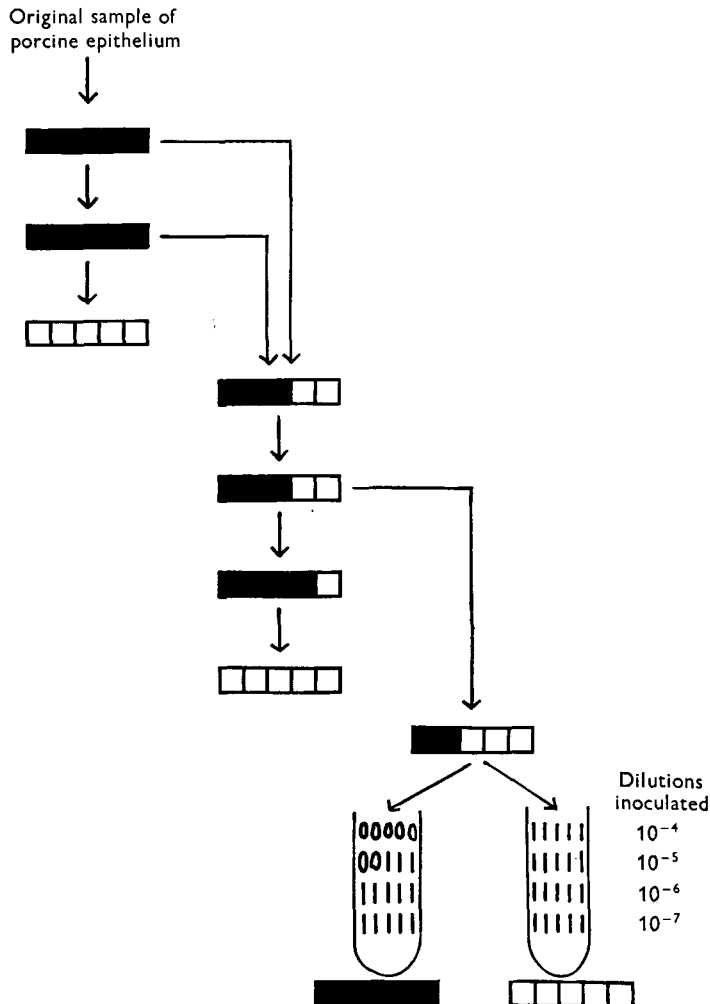 Original sample of
porcine epithelium
Dilutions
inoculated
10⁻⁴
10⁻⁵
10⁻⁶
10⁻⁷